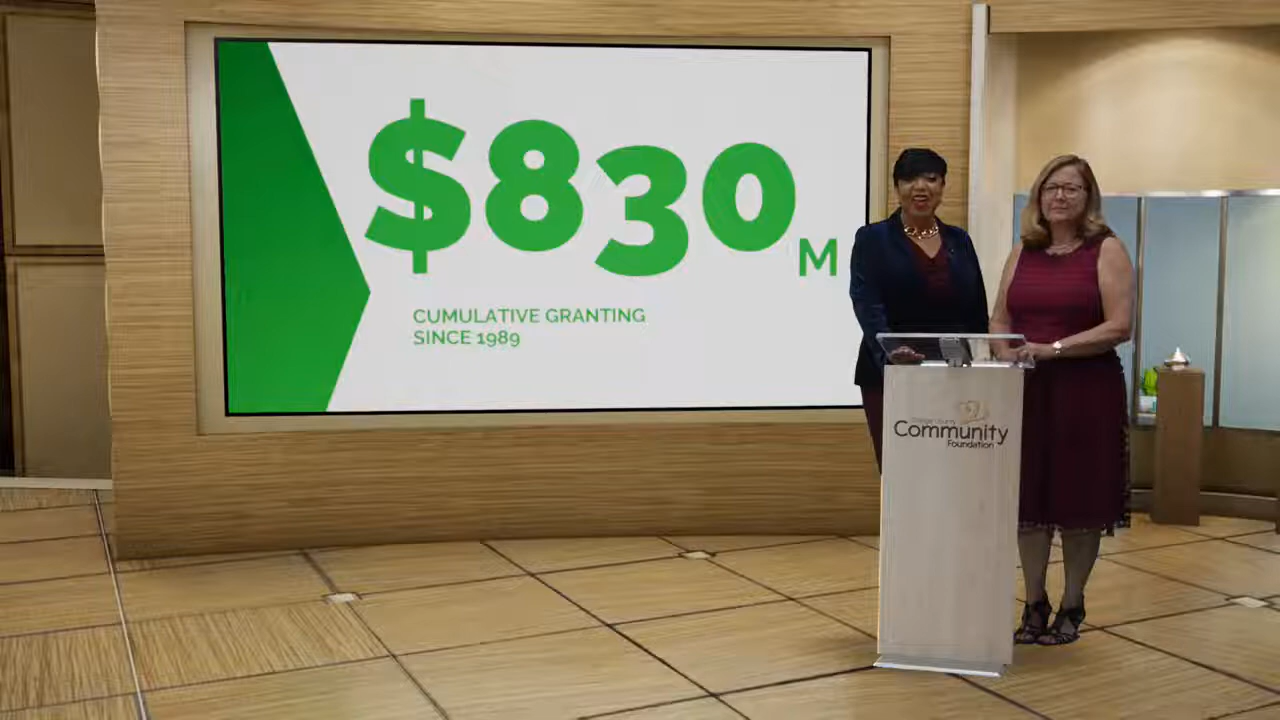 $830 M
CUMULATIVE GRANTING
SINCE 1989
Community
Foundation